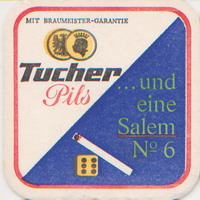 MIT BRAUMEISTER-GARANTIE
Tucher
Pils
...und
eine
Salem
No 6